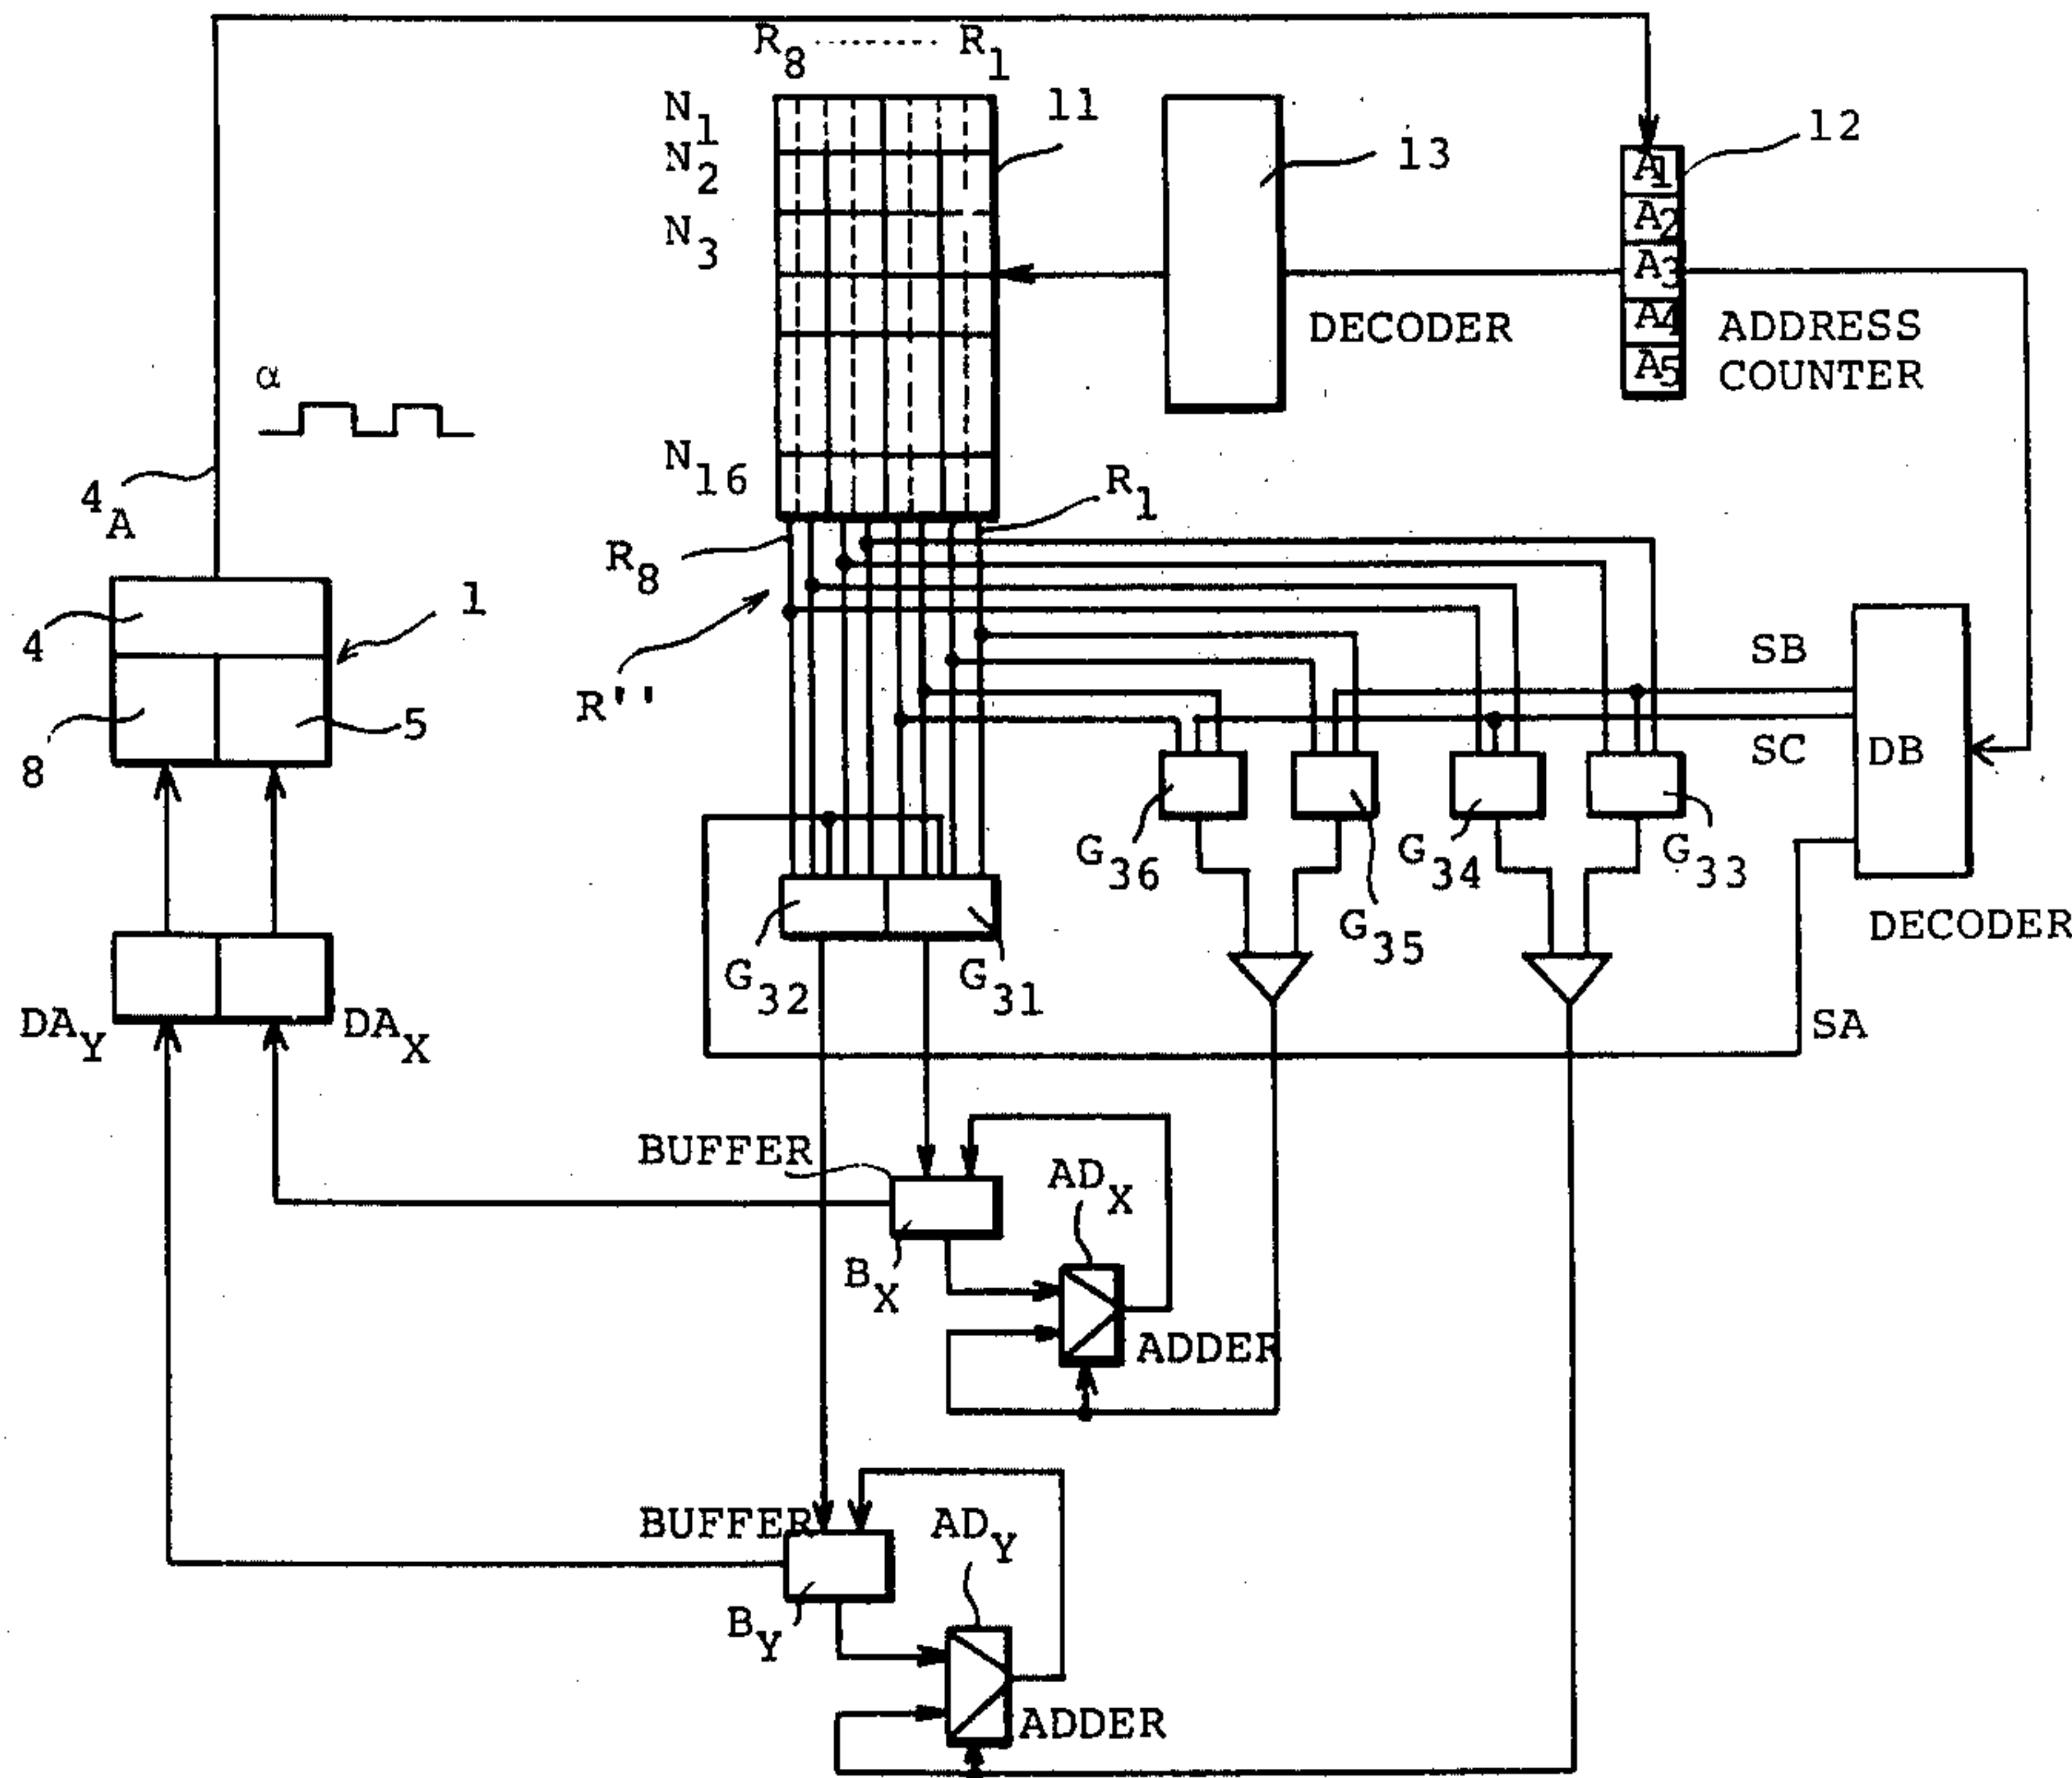 R8 ········ R1
N1
11
12
N2
13
A1
A2
N3
A3
DECODER
A4
ADDRESS
α
A5
COUNTER
N16
4A
R1
R8
1
4
SB
R''
5
SC
DB
8
G36
G34
G33
G35
DECODER
G32
G31
DAY
DAX
SA
BUFFER
ADX
BX
ADDER
BUFFER
ADY
BY
ADDER